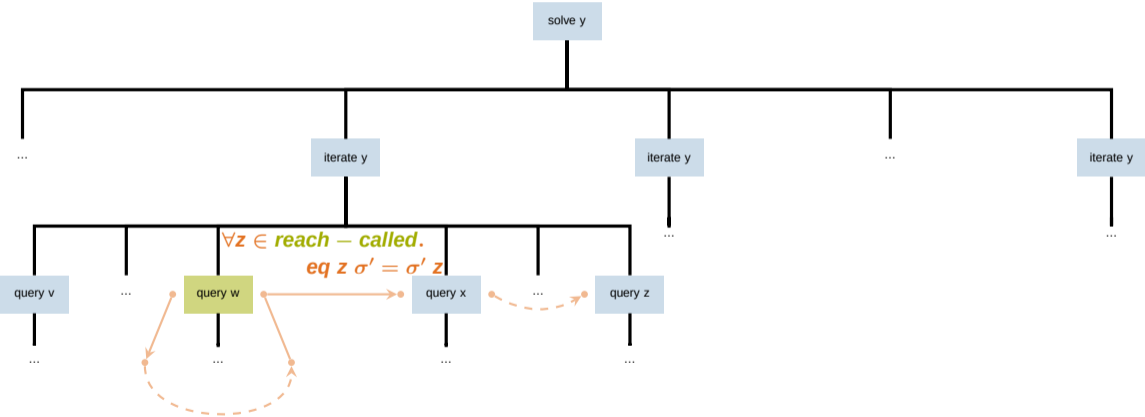 solve y
... iterate y iterate y ... iterate y
... ...
∀z ∈ reach − called.
eq z σ′ = σ′ z
query v ... query w query x ... query z
... ... ... ...